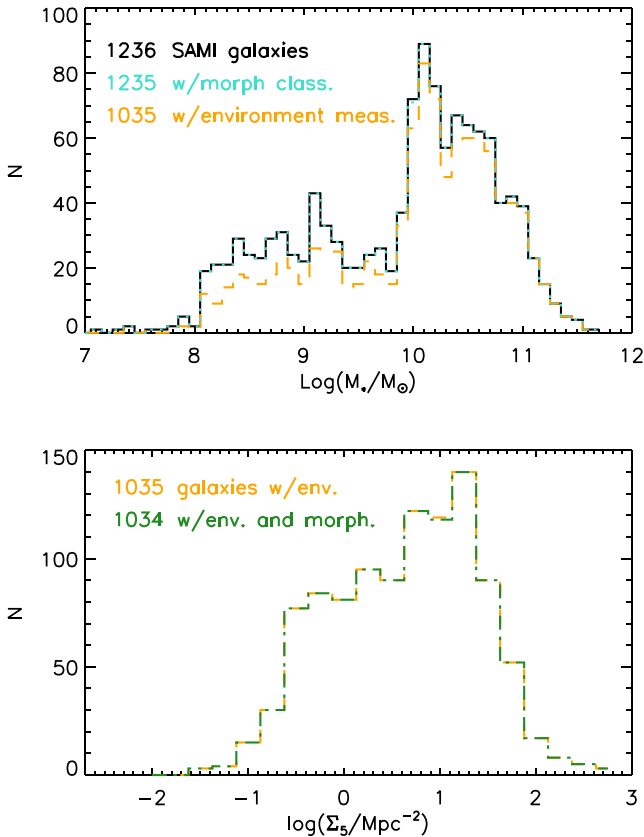 100
80
60
40
20
0
N
1236 SAMI galaxies
1235 w/morph class.
1035 w/environment meas.
7 8 9 10 11 12
Log(M*/M⊙)
150
100
50
0
N
1035 galaxies w/env.
1034 w/env. and morph.
−2 −1 0 1 2 3
log(Σ5/Mpc−2)